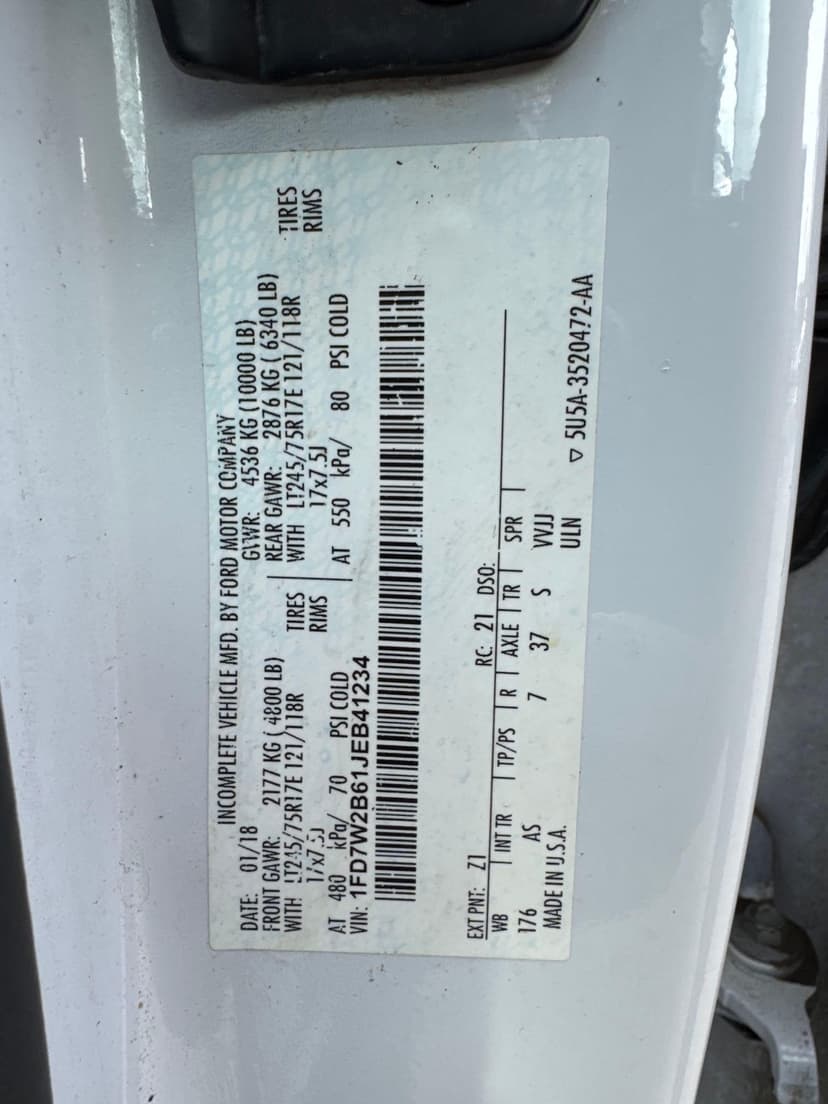 INCOMPLETE VEHICLE MFD. BY FORD MOTOR COMPANY
DATE: 01/18 GVWR: 4536 KG (10000 LB)
FRONT GAWR: 2177 KG ( 4800 LB) REAR GAWR: 2876 KG ( 6340 LB)
WITH LT245/75R17E 121/118R TIRES WITH LT245/75R17E 121/118R TIRES
17x7.5J RIMS 17x7.5J RIMS
AT 480 kPa/ 70 PSI COLD AT 550 kPa/ 80 PSI COLD
VIN: 1FD7W2B61JEB41234
EXT PNT: Z1 RC: 21 DSO:
WB INT TR TP/PS R AXLE TR SPR
176 AS 7 37 S VVJJ
MADE IN U.S.A. ULN
▽ 5U5A-3520472-AA